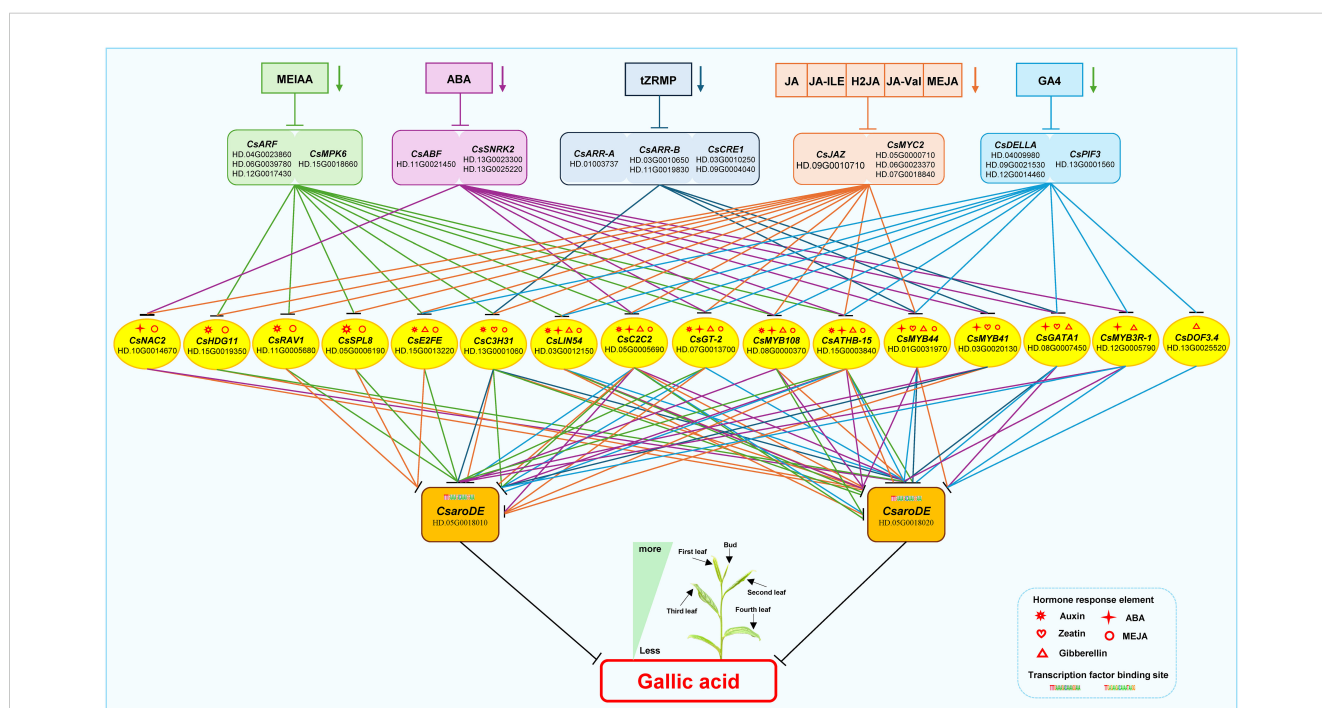 MEIAA
ABA
tZRMP
JA JA-ILE H2JA JA-Val MEJA
GA4
CsARF
HD.04G0023860
HD.06G0039780
HD.12G0017430
CsMPK6
HD.15G0018660
CsABF
HD.11G0021450
CsSNRK2
HD.13G0023300
HD.13G0025220
CsARR-A
HD.01003737
CsARR-B
HD.03G0010650
HD.11G0019830
CsCRE1
HD.03G0010250
HD.09G0004040
CsJAZ
HD.09G0010710
CsMYC2
HD.05G0000710
HD.06G0023370
HD.07G0018840
CsDELLA
HD.04009980
HD.09G0021530
HD.12G0014460
CsPIF3
HD.13G0001560
CsNAC2
HD.10G0014670
CsHDG11
HD.15G0019350
CsRAV1
HD.11G0005680
CsSPL8
HD.05G0006190
CsE2FE
HD.15G0013220
CsC3H31
HD.13G0001060
CsLIN54
HD.03G0012150
CsC2C2
HD.05G0005690
CsGT-2
HD.07G0013700
CsMYB108
HD.08G0000370
CsATHB-15
HD.15G0003840
CsMYB44
HD.01G0031970
CsMYB41
HD.03G0020130
CsGATA1
HD.08G0007450
CsMYB3R-1
HD.12G0005790
CsDOF3.4
HD.13G0025520
CsaroDE
HD.05G0018010
CsaroDE
HD.05G0018020
more
Less
First leaf
Bud
Second leaf
Third leaf
Fourth leaf
Gallic acid
Hormone response element
Auxin
ABA
Zeatin
MEJA
Gibberellin
Transcription factor binding site